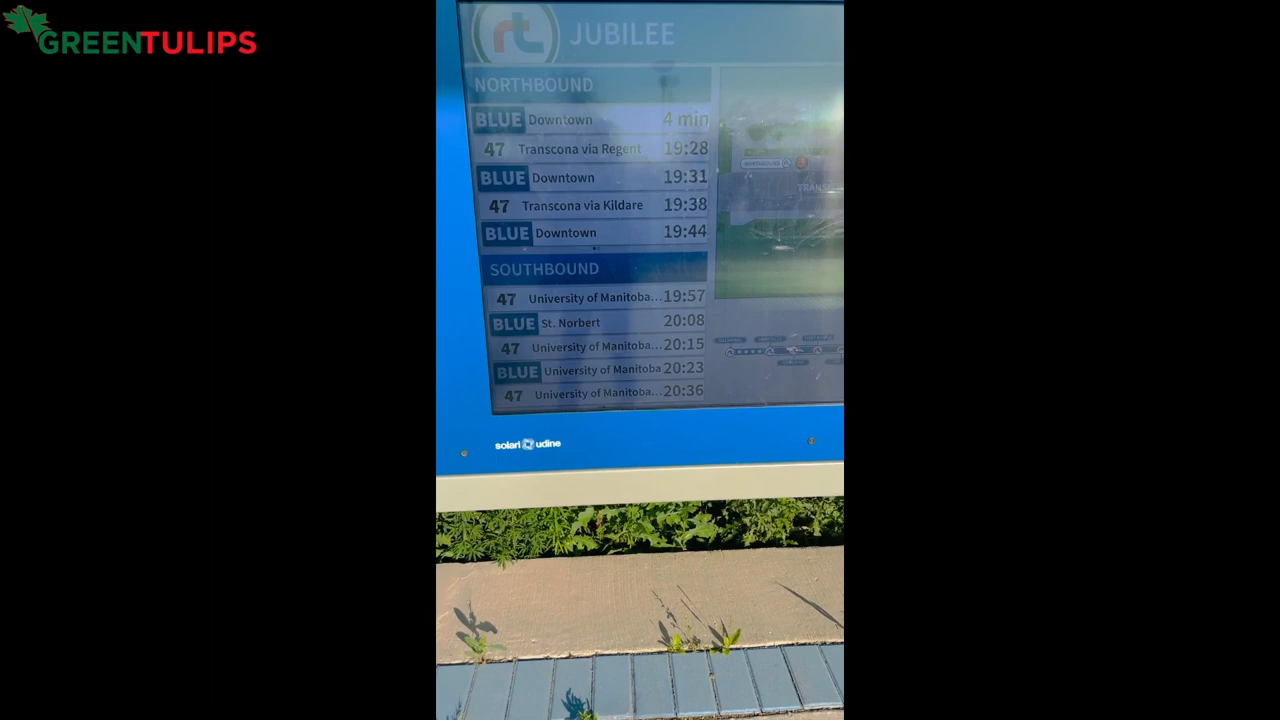 GREENTULIPS
rt JUBILEE
NORTHBOUND
BLUE Downtown 4 min
47 Transcona via Regent 19:28
BLUE Downtown 19:31
47 Transcona via Kildare 19:38
BLUE Downtown 19:44
SOUTHBOUND
47 University of Manitoba... 19:57
BLUE St. Norbert 20:08
47 University of Manitoba... 20:15
BLUE University of Manitoba 20:23
47 University of Manitoba... 20:36
solari udine